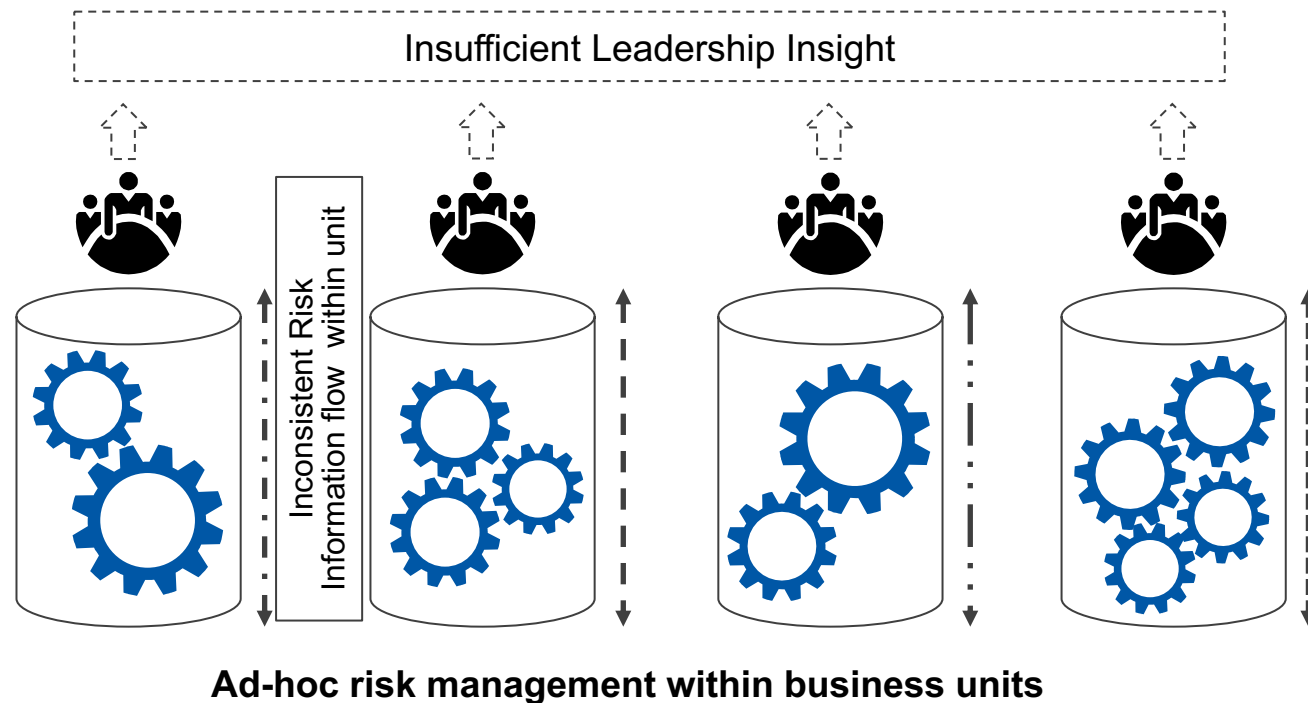 Insufficient Leadership Insight
Inconsistent Risk
Information flow within unit
Ad-hoc risk management within business units